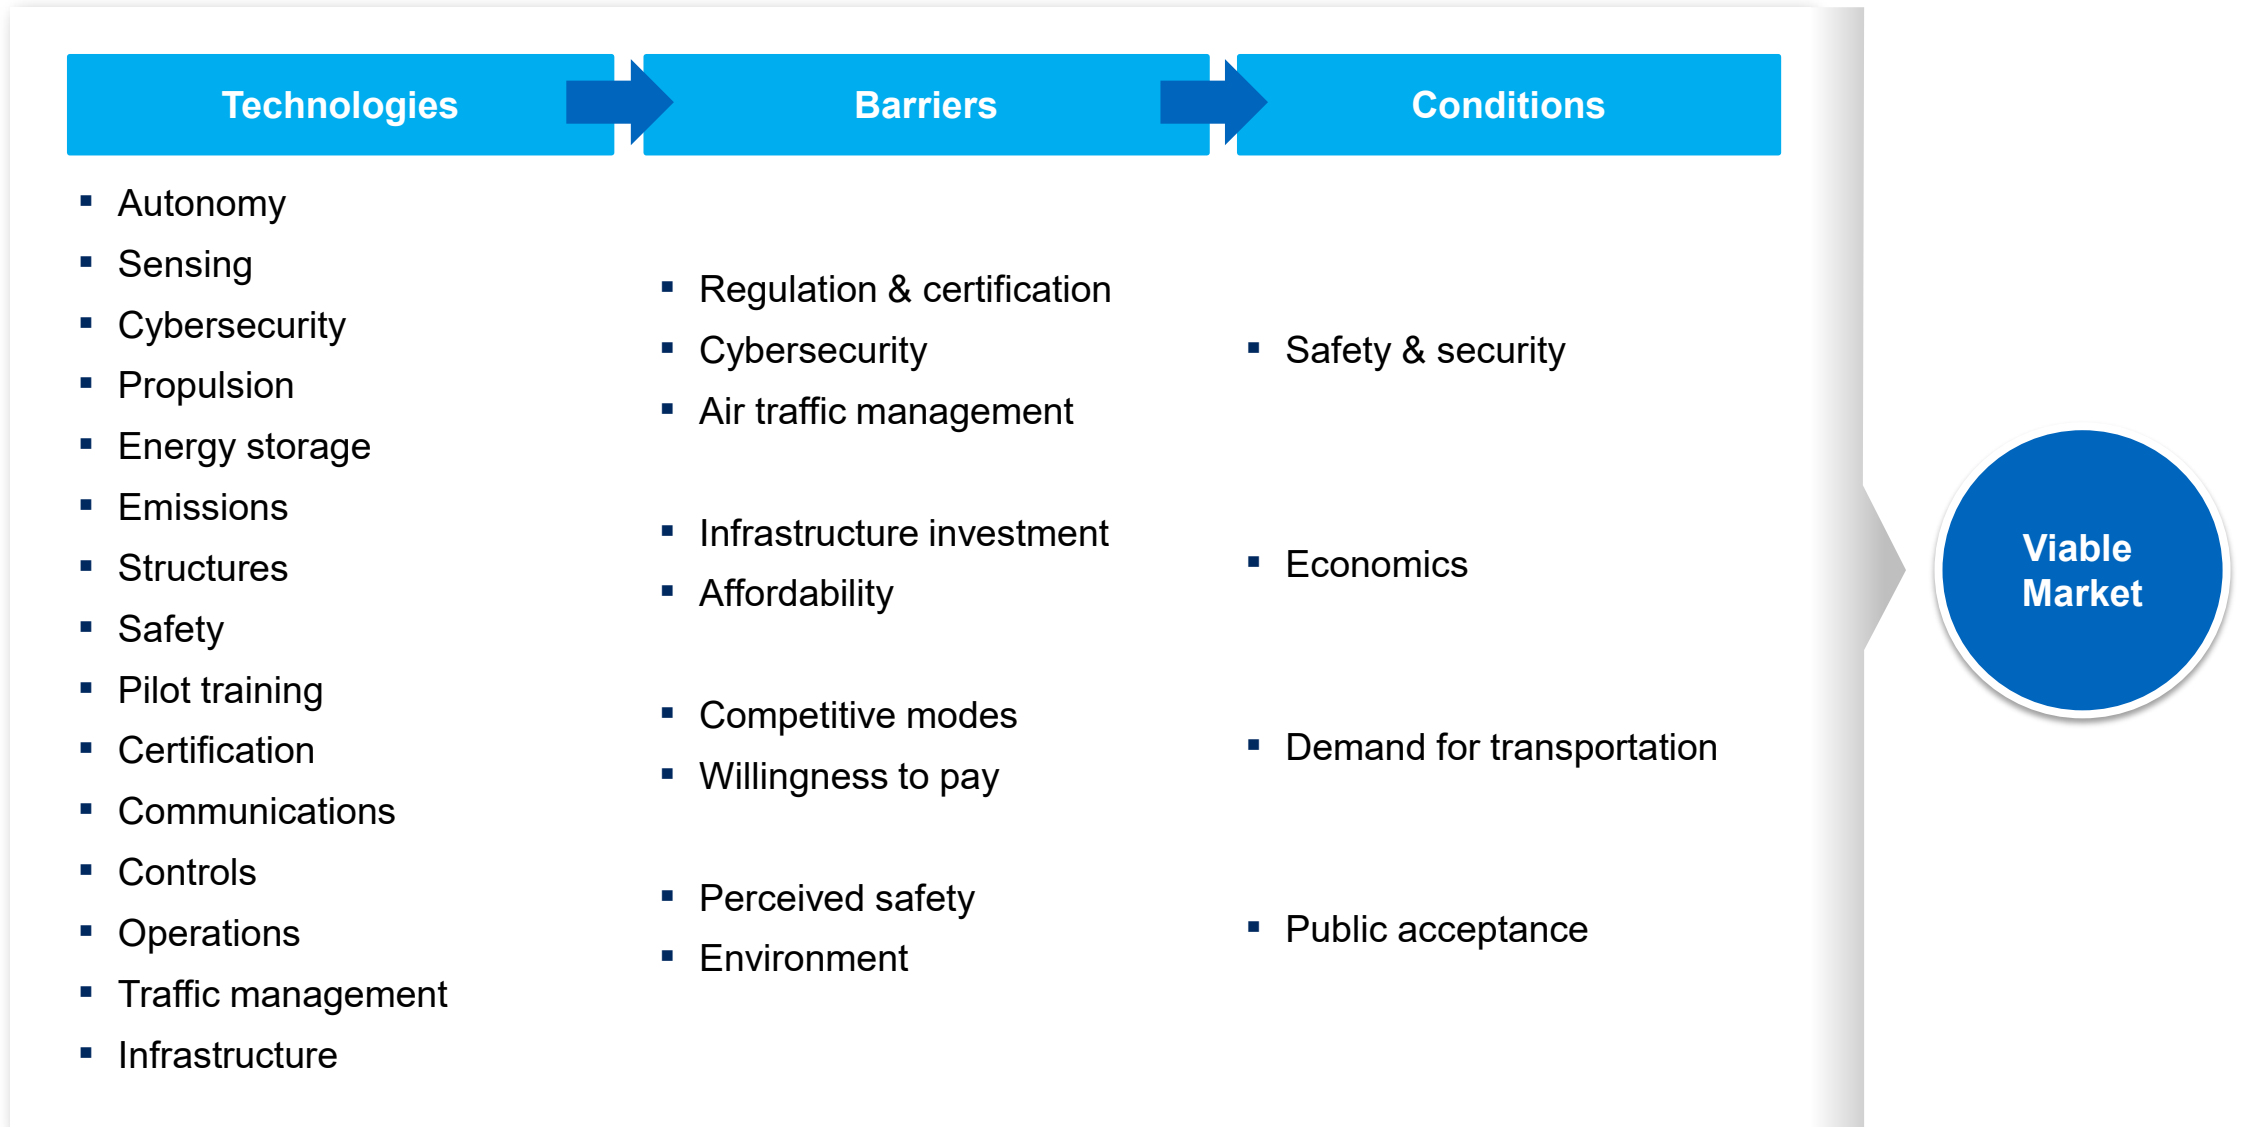 Technologies
Autonomy
Sensing
Cybersecurity
Propulsion
Energy storage
Emissions
Structures
Safety
Pilot training
Certification
Communications
Controls
Operations
Traffic management
Infrastructure
Barriers
Regulation & certification
Cybersecurity
Air traffic management
Infrastructure investment
Affordability
Competitive modes
Willingness to pay
Perceived safety
Environment
Conditions
Safety & security
Economics
Demand for transportation
Public acceptance
Viable
Market